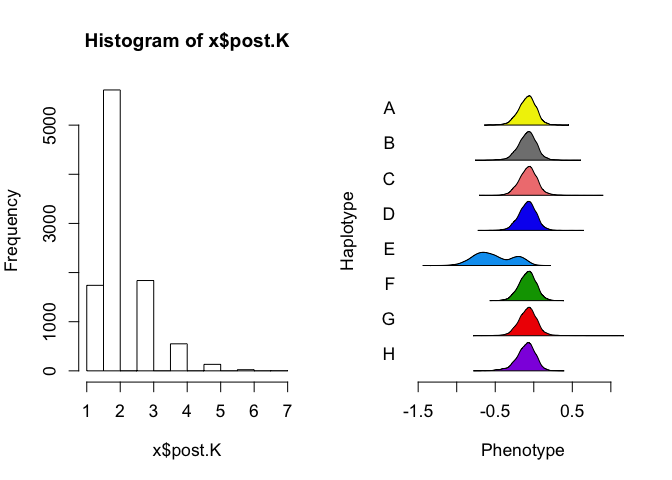 Histogram of x$post.K
Frequency
0
1000
3000
5000
1 2 3 4 5 6 7
x$post.K
Haplotype
A
B
C
D
E
F
G
H
-1.5 -0.5 0.5
Phenotype